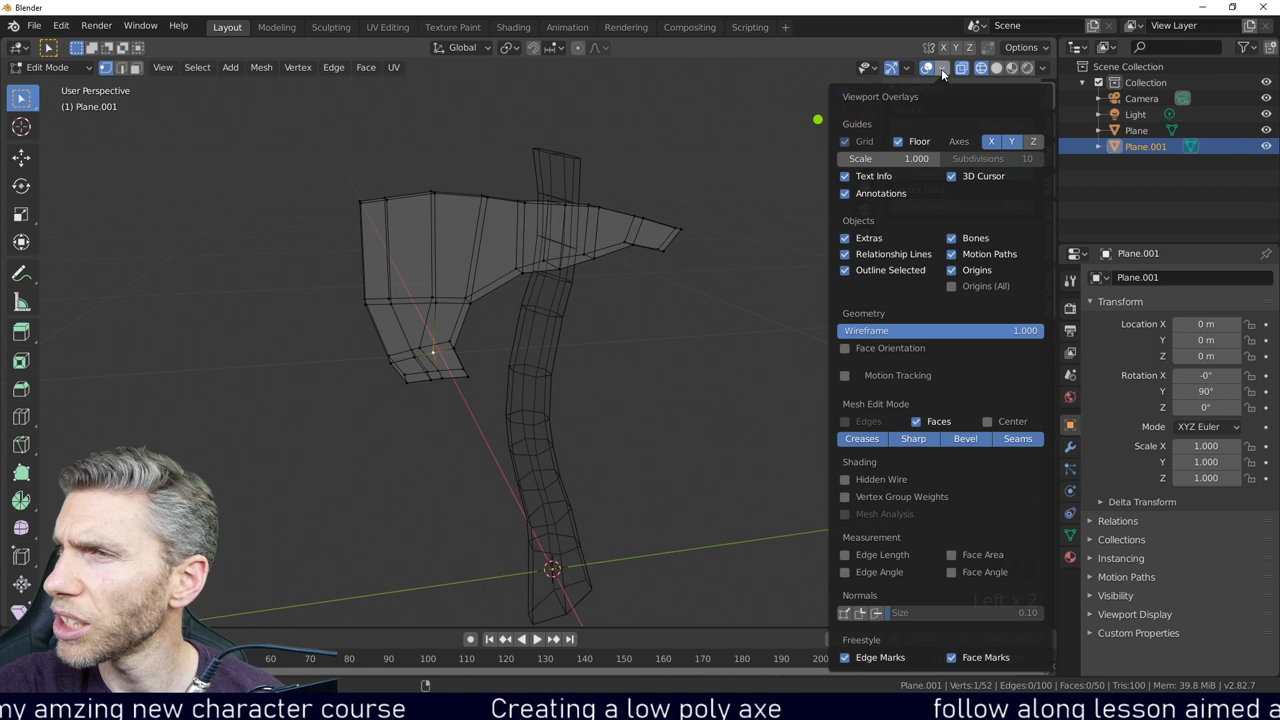 Blender
File Edit Render Window Help Layout Modeling Sculpting UV Editing Texture Paint Shading Animation Rendering Compositing Scripting + Scene View Layer
Global Options X Y Z
Edit Mode View Select Add Mesh Vertex Edge Face UV
User Perspective
(1) Plane.001
Viewport Overlays
Guides
Grid Floor Axes X Y Z
Scale 1.000 Subdivisions 10
Text Info 3D Cursor
Annotations
Objects
Extras Bones
Relationship Lines Motion Paths
Outline Selected Origins
Origins (All)
Geometry
Wireframe 1.000
Face Orientation
Motion Tracking
Mesh Edit Mode
Edges Faces Center
Creases Sharp Bevel Seams
Shading
Hidden Wire
Vertex Group Weights
Mesh Analysis
Measurement
Edge Length Face Area
Edge Angle Face Angle
Normals
Size 0.10
Left x 2
Freestyle
Edge Marks Face Marks
Scene Collection
Collection
Camera
Light
Plane
Plane.001
Plane.001
Plane.001
Transform
Location X 0 m
Y 0 m
Z 0 m
Rotation X -0°
Y 90°
Z 0°
Mode XYZ Euler
Scale X 1.000
Y 1.000
Z 1.000
Delta Transform
Relations
Collections
Instancing
Motion Paths
Visibility
Viewport Display
Custom Properties
60 70 80 90 100 110 120 130 140 150 160 170 180 190 200
Plane.001 | Verts:1/52 | Edges:0/100 | Faces:0/50 | Tris:100 | Mem: 39.8 MiB | v2.82.7
my amzing new character course Creating a low poly axe follow along lesson aimed a